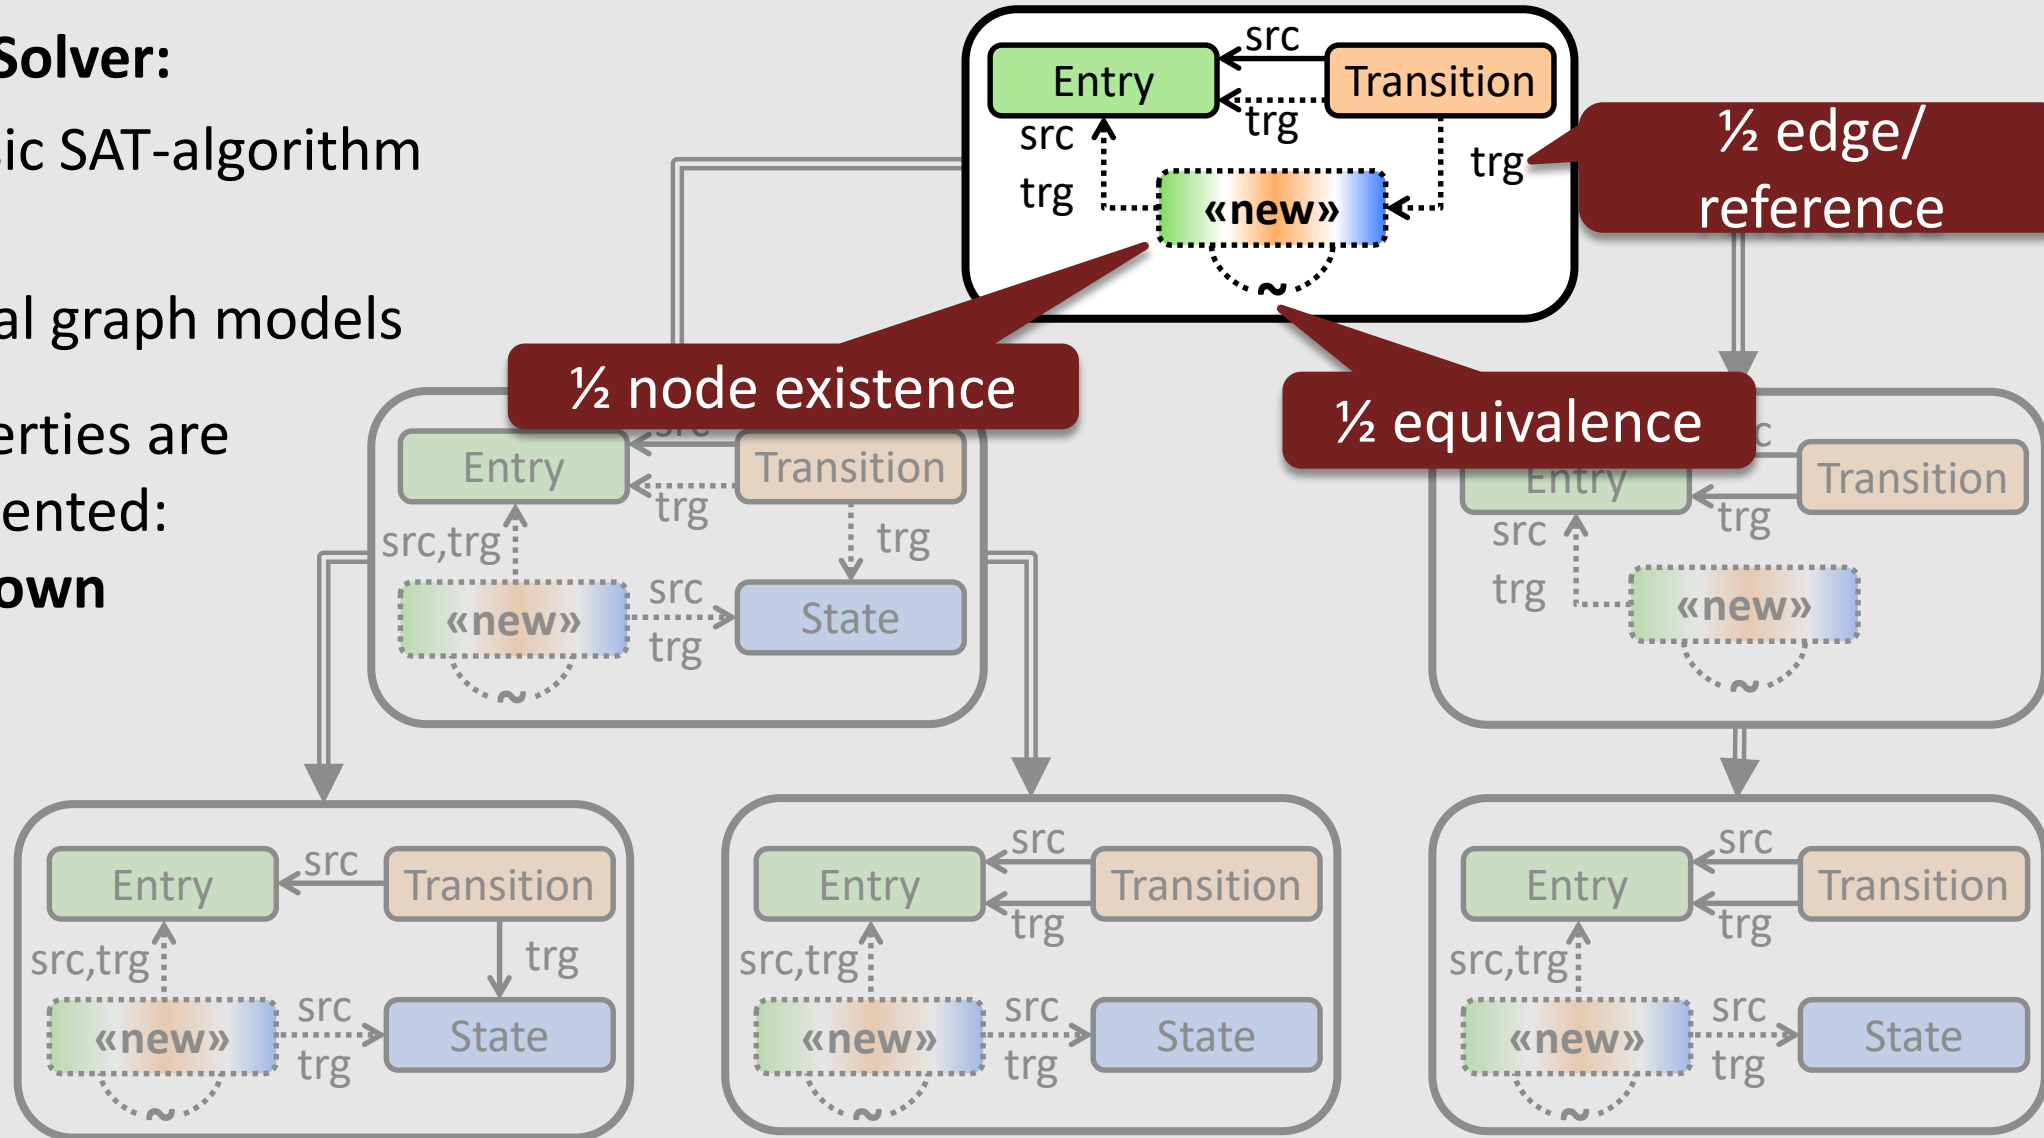 Solver:
ic SAT-algorithm
al graph models
erties are
ented:
own
Entry
src
Transition
trg
src
trg
trg
«new»
~
½ edge/
reference
½ node existence
½ equivalence
Entry
Transition
trg
src,trg
trg
«new»
src
trg
State
~
Entry
Transition
trg
src
trg
«new»
~
Entry
src
Transition
src,trg
trg
«new»
src
trg
State
~
Entry
src
Transition
trg
src,trg
«new»
src
trg
State
~
Entry
src
Transition
trg
src,trg
«new»
src
trg
State
~